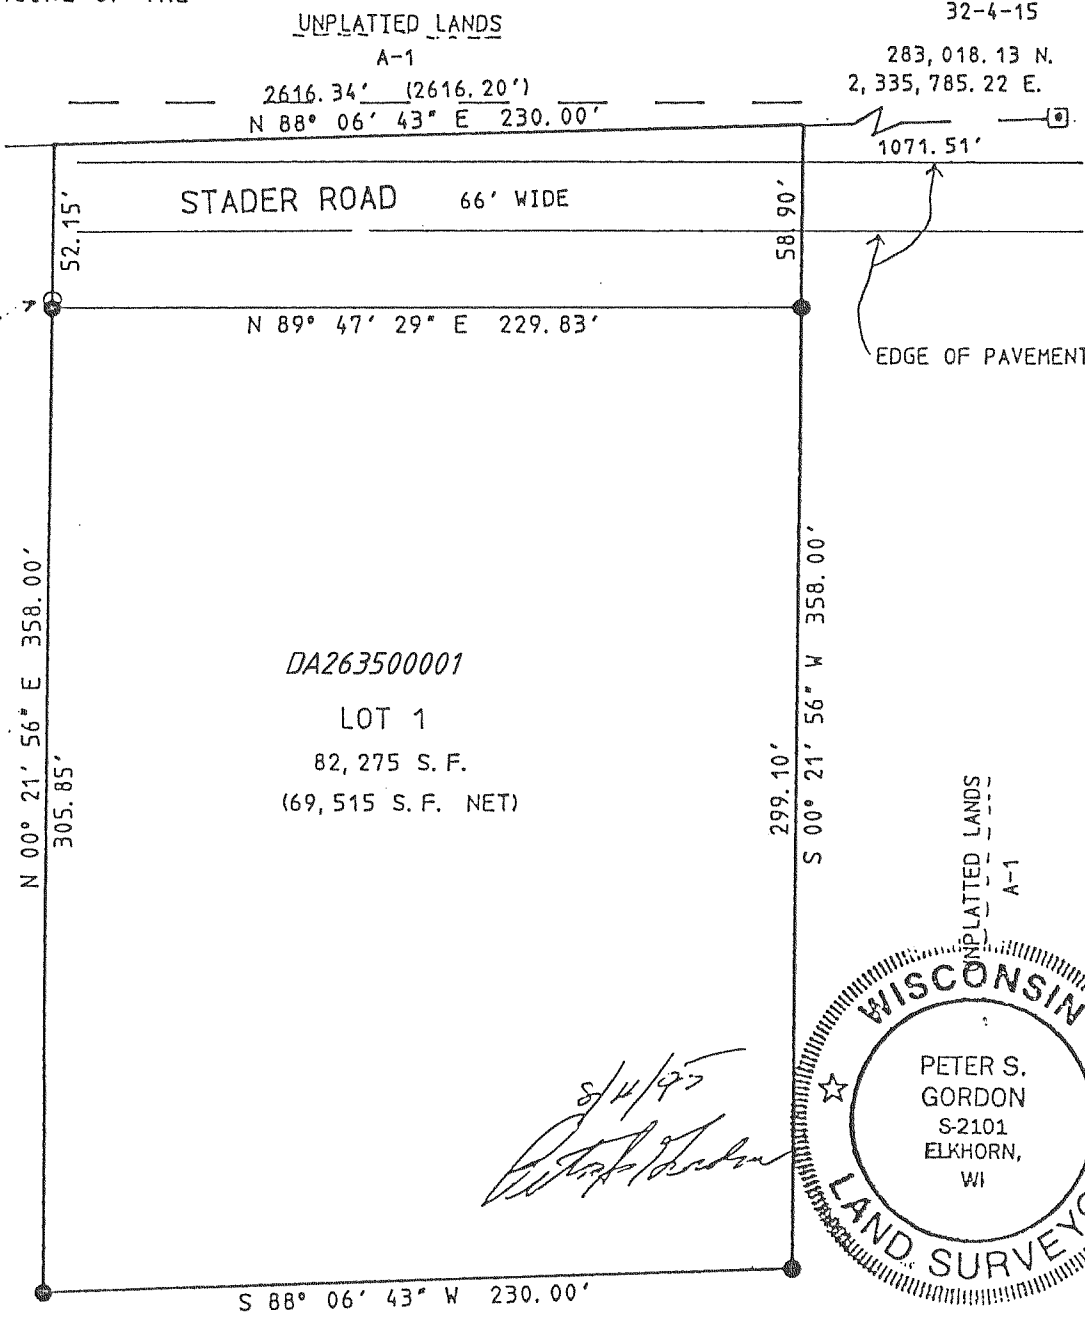 UNPLATTED LANDS
A-1
2616.34' (2616.20')
N 88° 06' 43" E 230.00'
32-4-15
283,018.13 N.
2,335,785.22 E.
1071.51'
STADER ROAD 66' WIDE
52.15'
58.90'
N 89° 47' 29" E 229.83'
EDGE OF PAVEMENT
N 00° 21' 56" E 358.00'
305.85'
DA263500001
LOT 1
82,275 S.F.
(69,515 S.F. NET)
299.10'
S 00° 21' 56" W 358.00'
NPLATTED LANDS
A-1
WISCONSIN
PETER S.
GORDON
S-2101
ELKHORN,
WI
LAND SURVEYO
S 88° 06' 43" W 230.00'